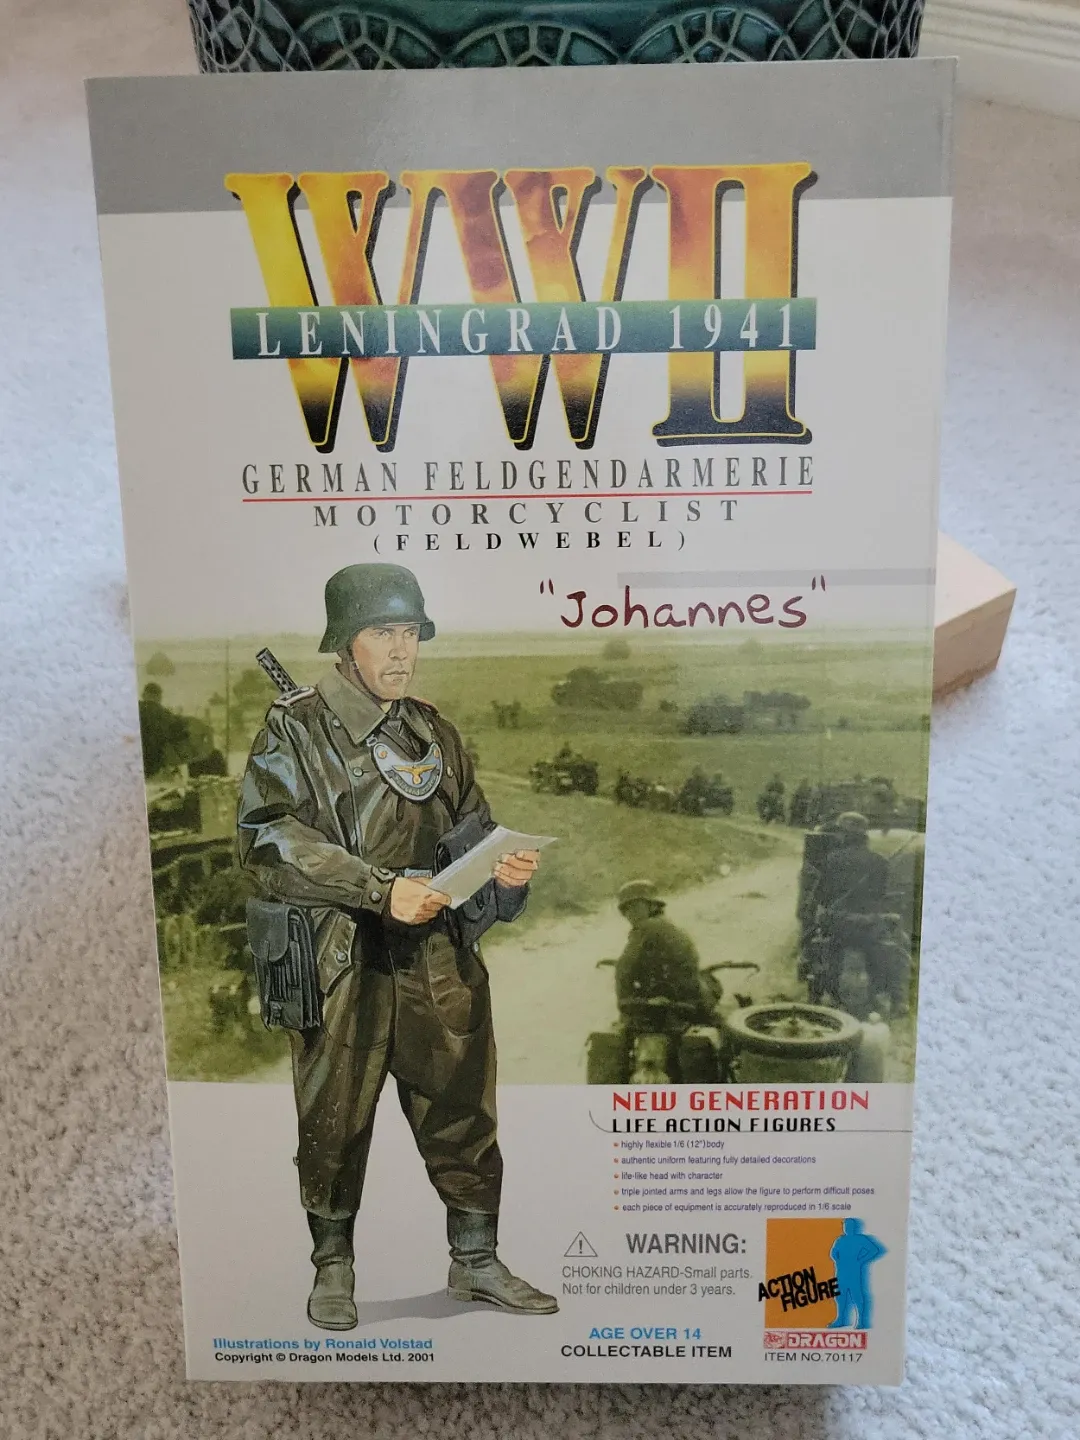 WWII
LENINGRAD 1941
GERMAN FELDGENDARMERIE
MOTORCYCLIST
(FELDWEBEL)
"Johannes"
NEW GENERATION
LIFE ACTION FIGURES
highly flexible 1/6 (12") body
authentic uniform featuring fully detailed decorations
life-like head with character
triple jointed arms and legs allow the figure to perform difficult poses
each piece of equipment is accurately reproduced in 1/6 scale
WARNING:
CHOKING HAZARD-Small parts.
Not for children under 3 years.
ACTION
FIGURE
DRAGON
ITEM NO.70117
AGE OVER 14
COLLECTABLE ITEM
Illustrations by Ronald Volstad
Copyright © Dragon Models Ltd. 2001